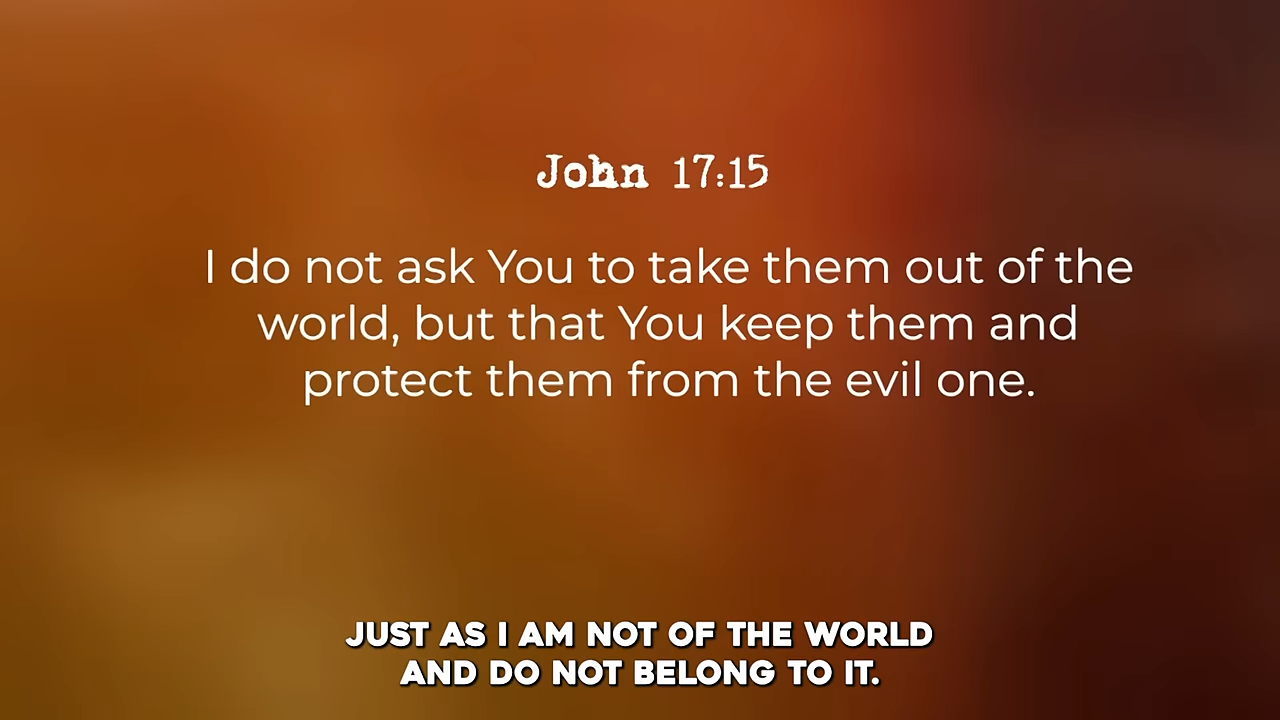 John 17:15
I do not ask You to take them out of the
world, but that You keep them and
protect them from the evil one.
JUST AS I AM NOT OF THE WORLD
AND DO NOT BELONG TO IT.